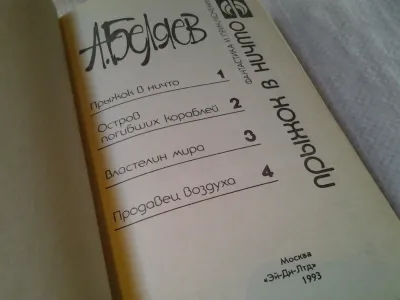 А. Беляев
Прыжок в ничто
1
Остров
погибших кораблей
2
Властелин мира
3
Продавец воздуха
4
ФАНТАСТИКА И ПРИКЛЮЧЕНИЯ
ПРЫЖОК В НИЧТО
Москва
«Эй-Ди-Лтд»
1993